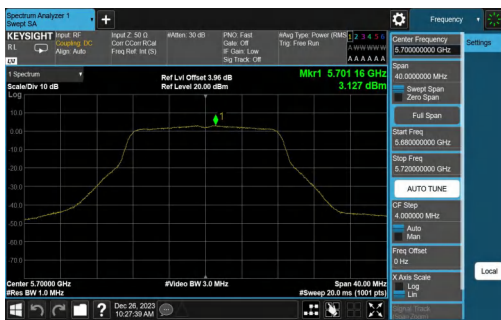 Spectrum Analyzer 1
Swept SA
Frequency
KEYSIGHT
Input: RF
Coupling: DC
Align: Auto
Input Z: 50 Ω
Corr CCorr RCal
Freq Ref: Int (S)
#Atten: 30 dB
PNO: Fast
Gate: Off
IF Gain: Low
Sig Track: Off
#Avg Type: Power (RMS)
Trig: Free Run
1 2 3 4 5 6
A W W W W W
A A A A A A
RL
LVI
1 Spectrum
Scale/Div 10 dB
Log
Ref Lvl Offset 3.96 dB
Ref Level 20.00 dBm
Mkr1 5.701 16 GHz
3.127 dBm
1
10.0
0.00
-10.0
-20.0
-30.0
-40.0
-50.0
-60.0
-70.0
Center 5.70000 GHz
#Res BW 1.0 MHz
#Video BW 3.0 MHz
Span 40.00 MHz
#Sweep 20.0 ms (1001 pts)
Center Frequency
5.700000000 GHz
Span
40.0000000 MHz
Swept Span
Zero Span
Full Span
Start Freq
5.680000000 GHz
Stop Freq
5.720000000 GHz
AUTO TUNE
CF Step
4.000000 MHz
Auto
Man
Freq Offset
0 Hz
X Axis Scale
Log
Lin
Signal Track
Settings
Local
Dec 26, 2023
10:27:39 AM